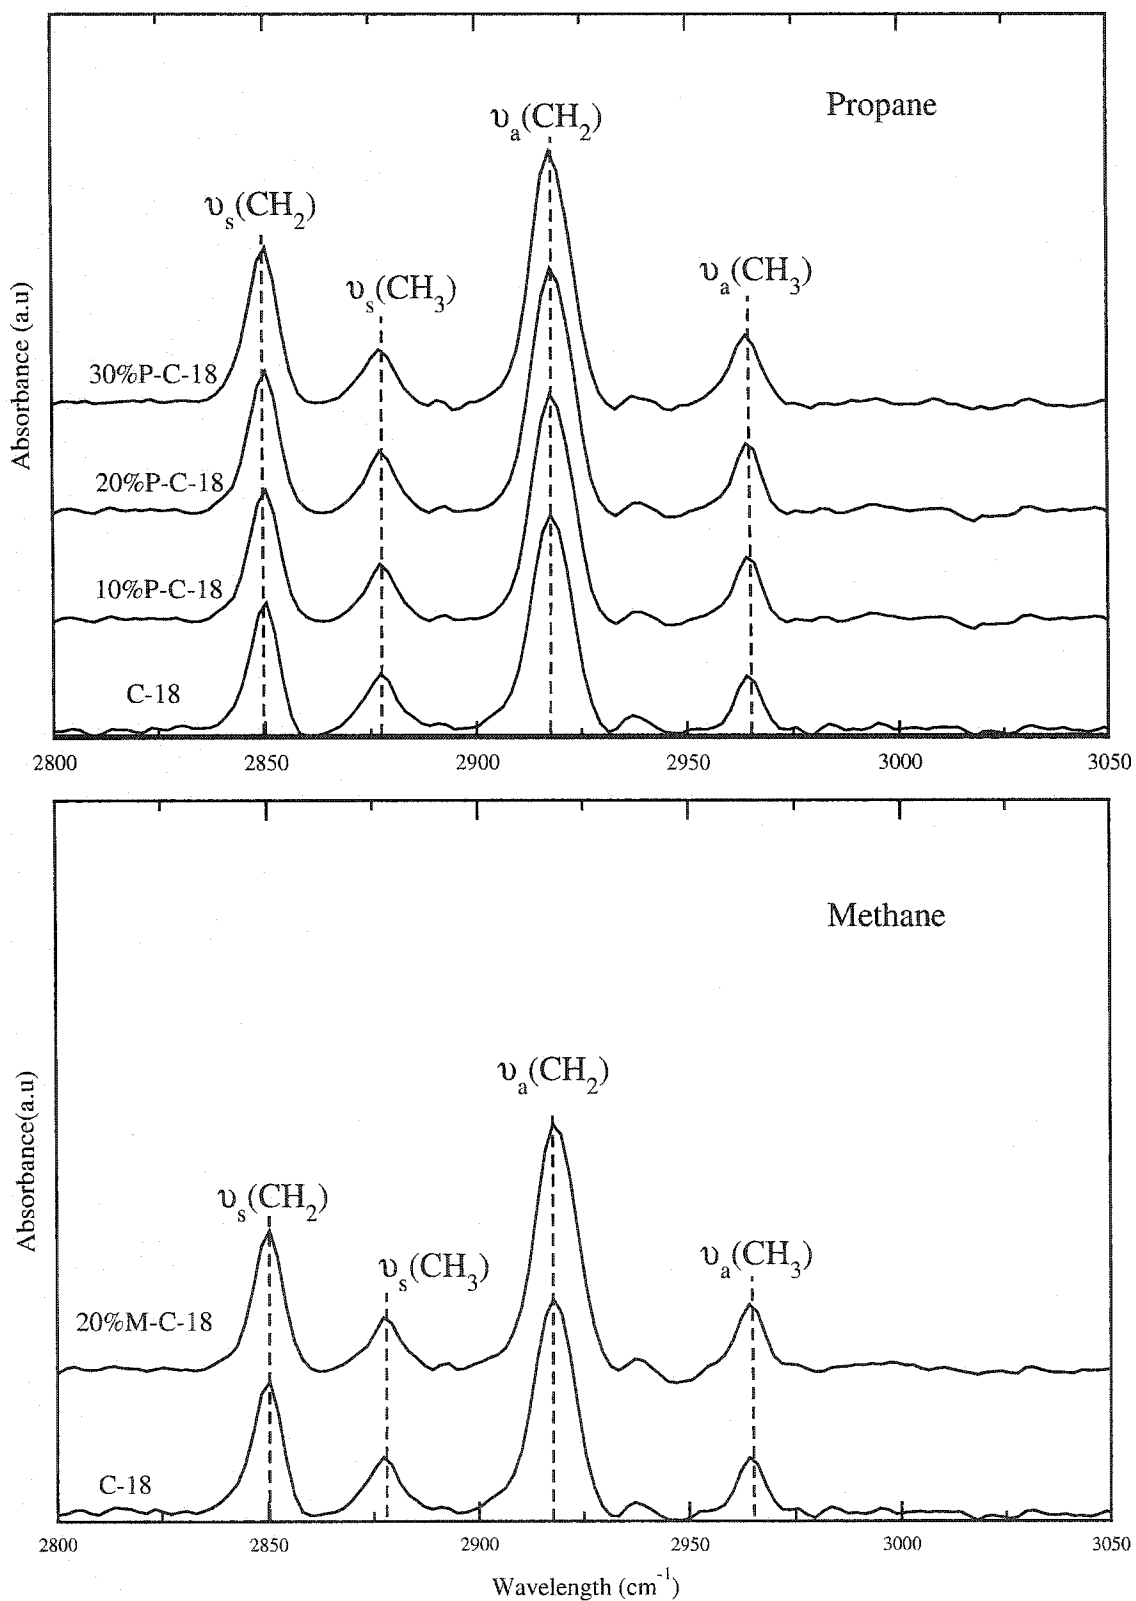 Propane
υa(CH2)
υs(CH2)
υa(CH3)
υs(CH3)
Absorbance (a.u)
30%P-C-18
20%P-C-18
10%P-C-18
C-18
2800 2850 2900 2950 3000 3050
Methane
υa(CH2)
υs(CH2)
υa(CH3)
υs(CH3)
Absorbance(a.u)
20%M-C-18
C-18
2800 2850 2900 2950 3000 3050
Wavelength (cm-1)